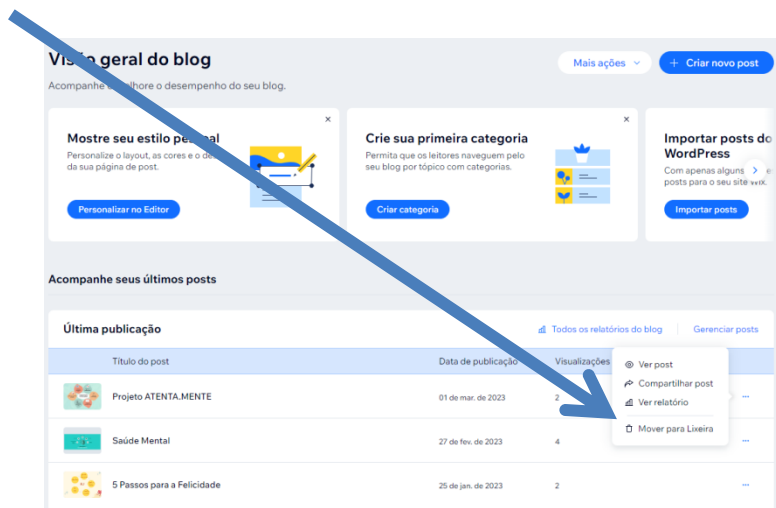 Visão geral do blog
Mais ações
+ Criar novo post
Acompanhe e melhore o desempenho do seu blog.
Mostre seu estilo pessoal
Personalize o layout, as cores e o
da sua página de post.
Personalizar no Editor
Crie sua primeira categoria
Permita que os leitores naveguem pelo
seu blog por tópico com categorias.
Criar categoria
Importar posts do
WordPress
Com apenas alguns
posts para o seu site Wix.
Importar posts
Acompanhe seus últimos posts
Última publicação
Todos os relatórios do blog
Gerenciar posts
Título do post
Data de publicação
Visualizações
Projeto ATENTA.MENTE
01 de mar. de 2023
2
Saúde Mental
27 de fev. de 2023
4
5 Passos para a Felicidade
25 de jan. de 2023
2
Ver post
Compartilhar post
Ver relatório
Mover para Lixeira